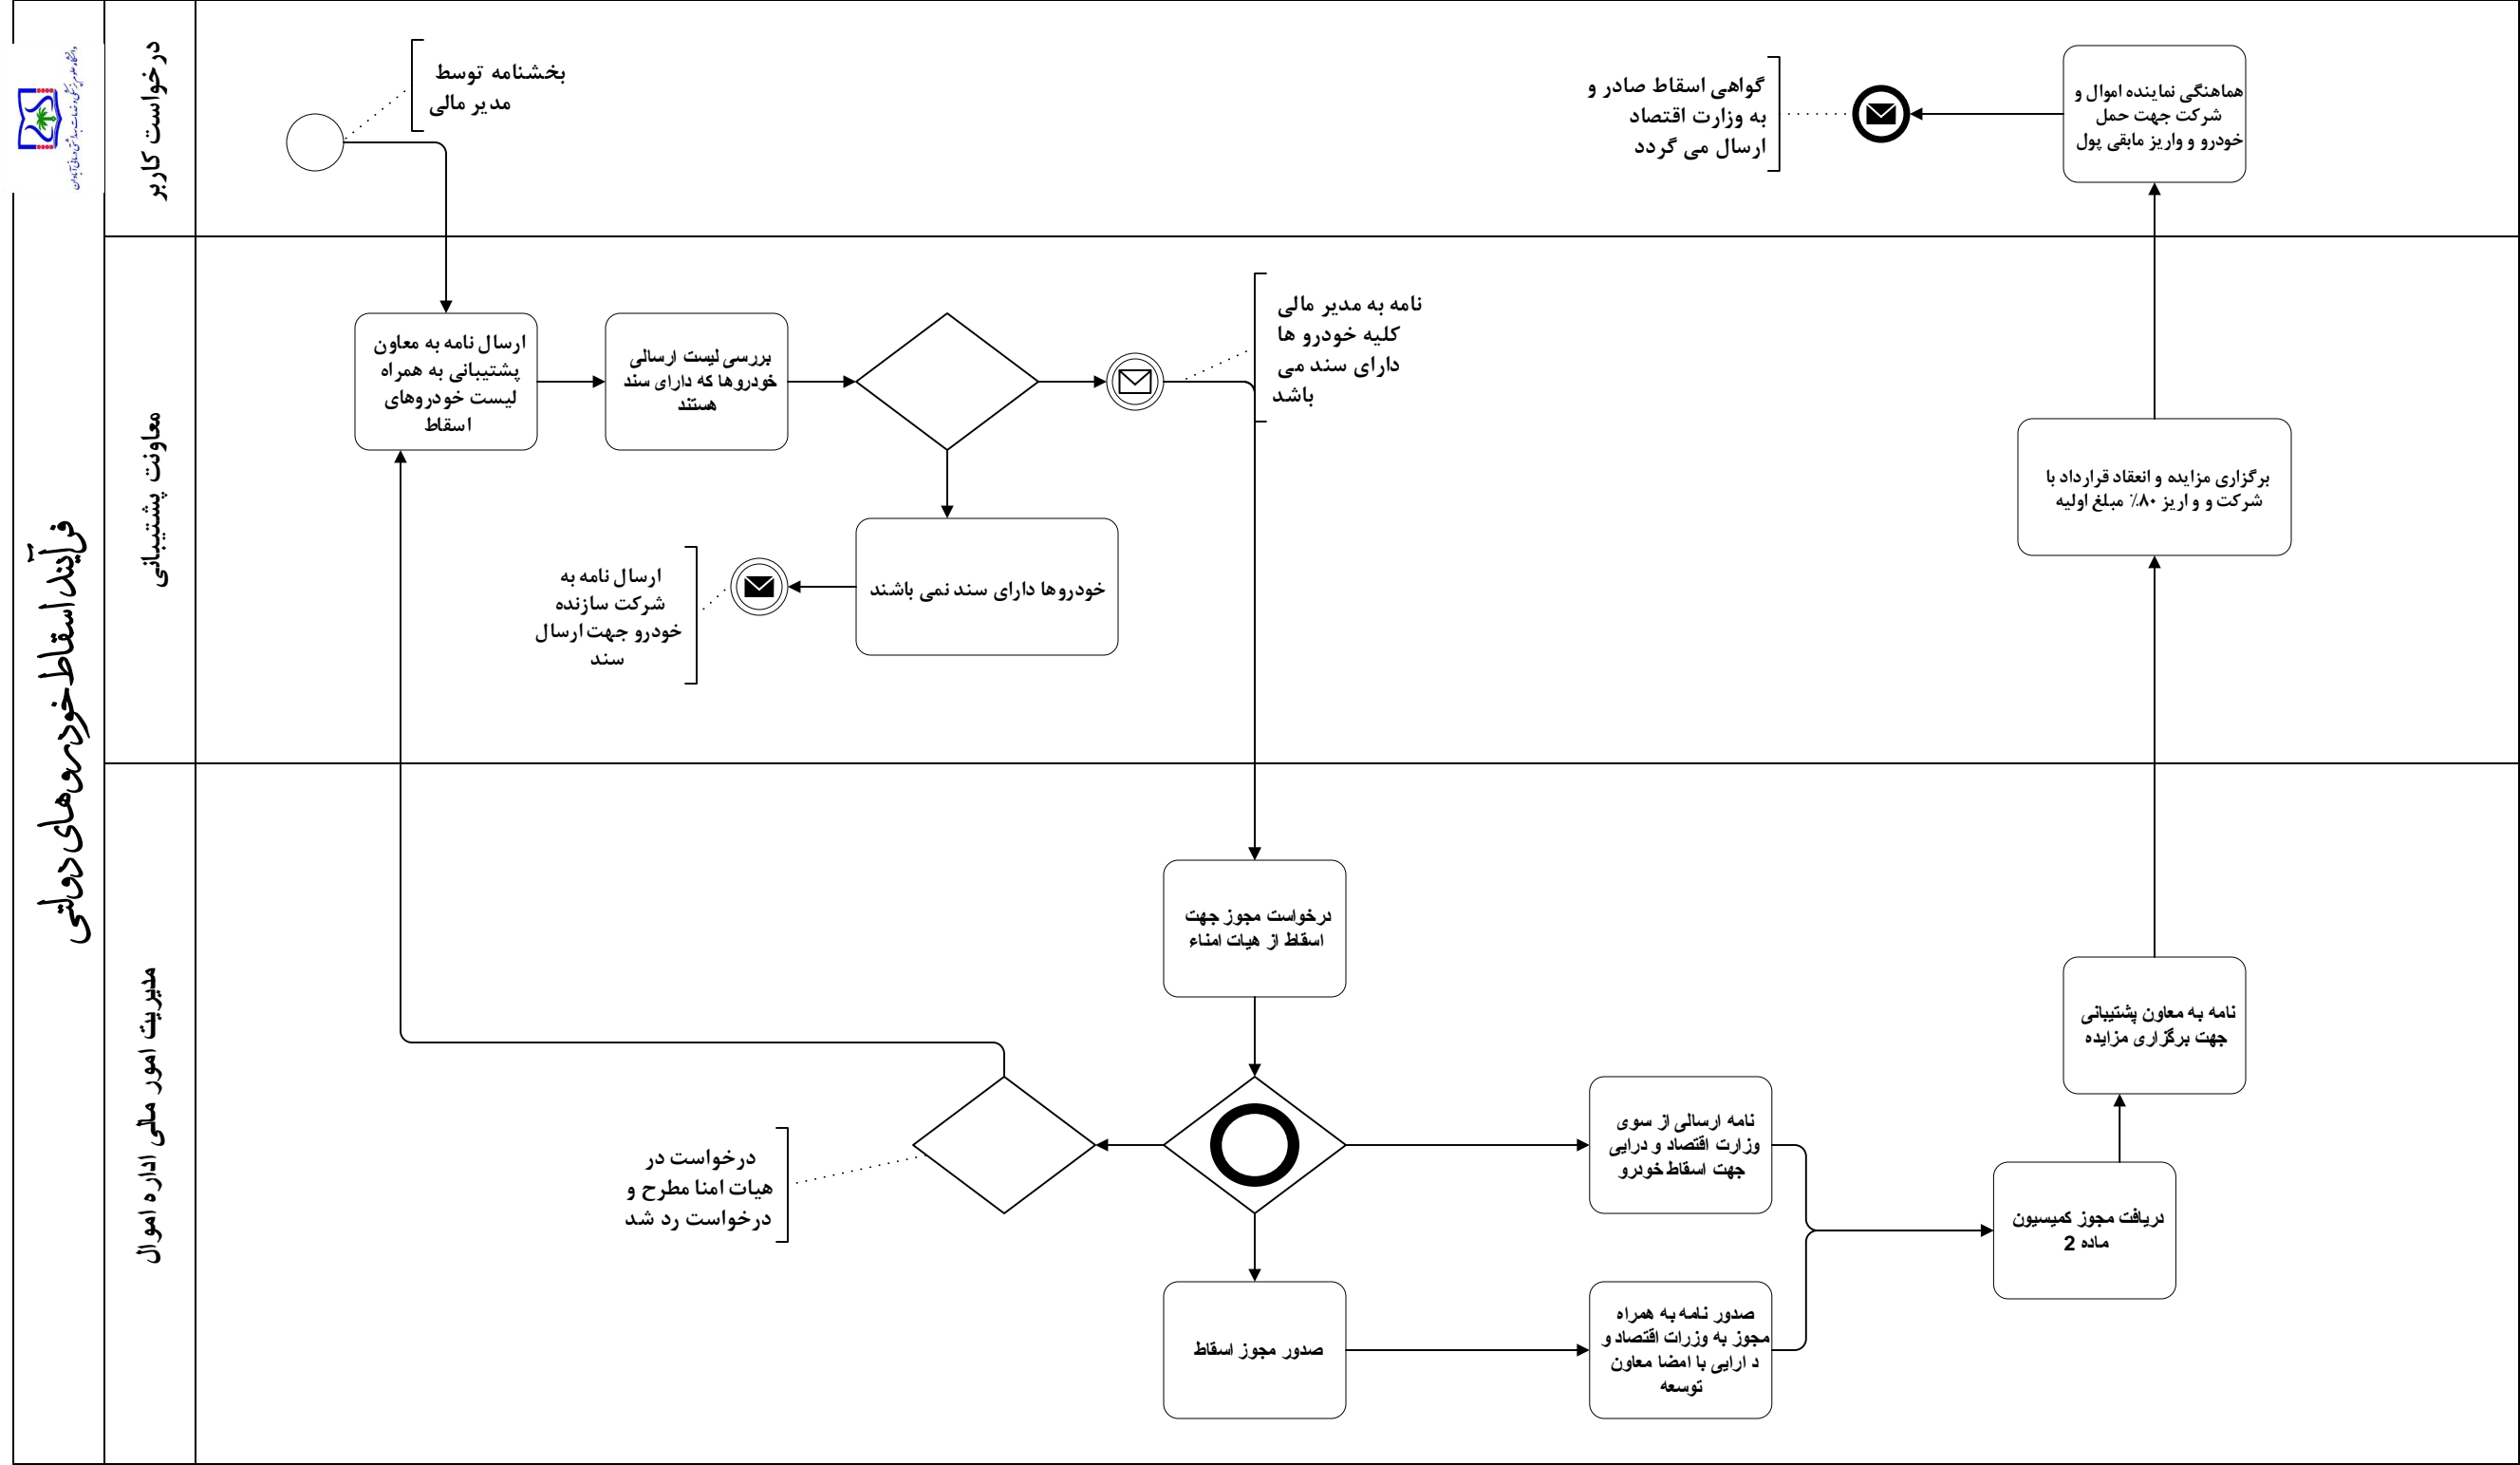 فرآیند اسقاط خودروهای دولتی
درخواست کاربر
بخشنامه توسط
مدیر مالی
گواهی اسقاط صادر و
به وزارت اقتصاد
ارسال می گردد
هماهنگی نماینده اموال و
شرکت جهت حمل
خودرو و واریز مابقی پول
معاونت پشتیبانی
ارسال نامه به معاون
پشتیبانی به همراه
لیست خودروهای
اسقاط
بررسی لیست ارسالی
خودروها که دارای سند
هستند
نامه به مدیر مالی
کلیه خودرو ها
دارای سند می
باشد
خودروها دارای سند نمی باشند
ارسال نامه به
شرکت سازنده
خودرو جهت ارسال
سند
برگزاری مزایده و انعقاد قرارداد با
شرکت و و اریز ۸۰٪ مبلغ اولیه
مدیریت امور مالی اداره اموال
درخواست مجوز جهت
اسقاط از هیات امناء
درخواست در
هیات امنا مطرح و
درخواست رد شد
نامه ارسالی از سوی
وزارت اقتصاد و درایی
جهت اسقاط خودرو
صدور مجوز اسقاط
صدور نامه به همراه
مجوز به وزرات اقتصاد و
د ارایی با امضا معاون
توسعه
دریافت مجوز کمیسیون
ماده 2
نامه به معاون پشتیبانی
جهت برگزاری مزایده